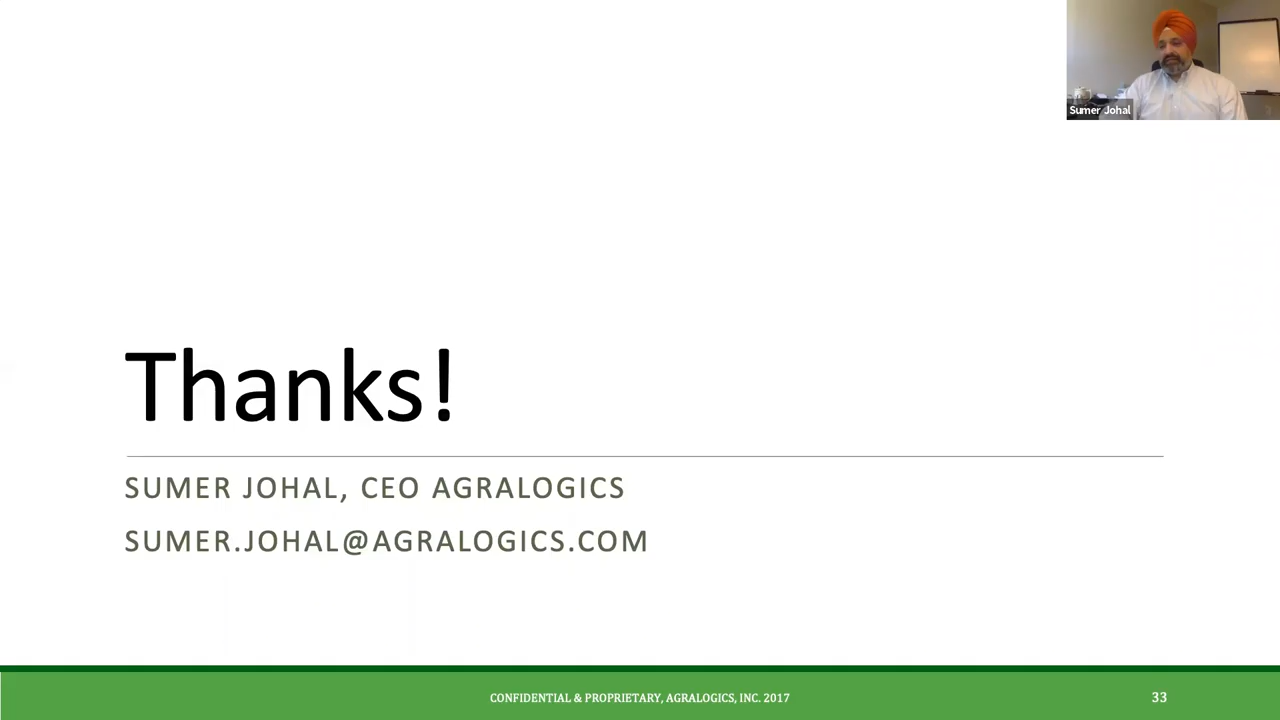 Sumer Johal
Thanks!
SUMER JOHAL, CEO AGRALOGICS
SUMER.JOHAL@AGRALOGICS.COM
CONFIDENTIAL & PROPRIETARY, AGRALOGICS, INC. 2017
33